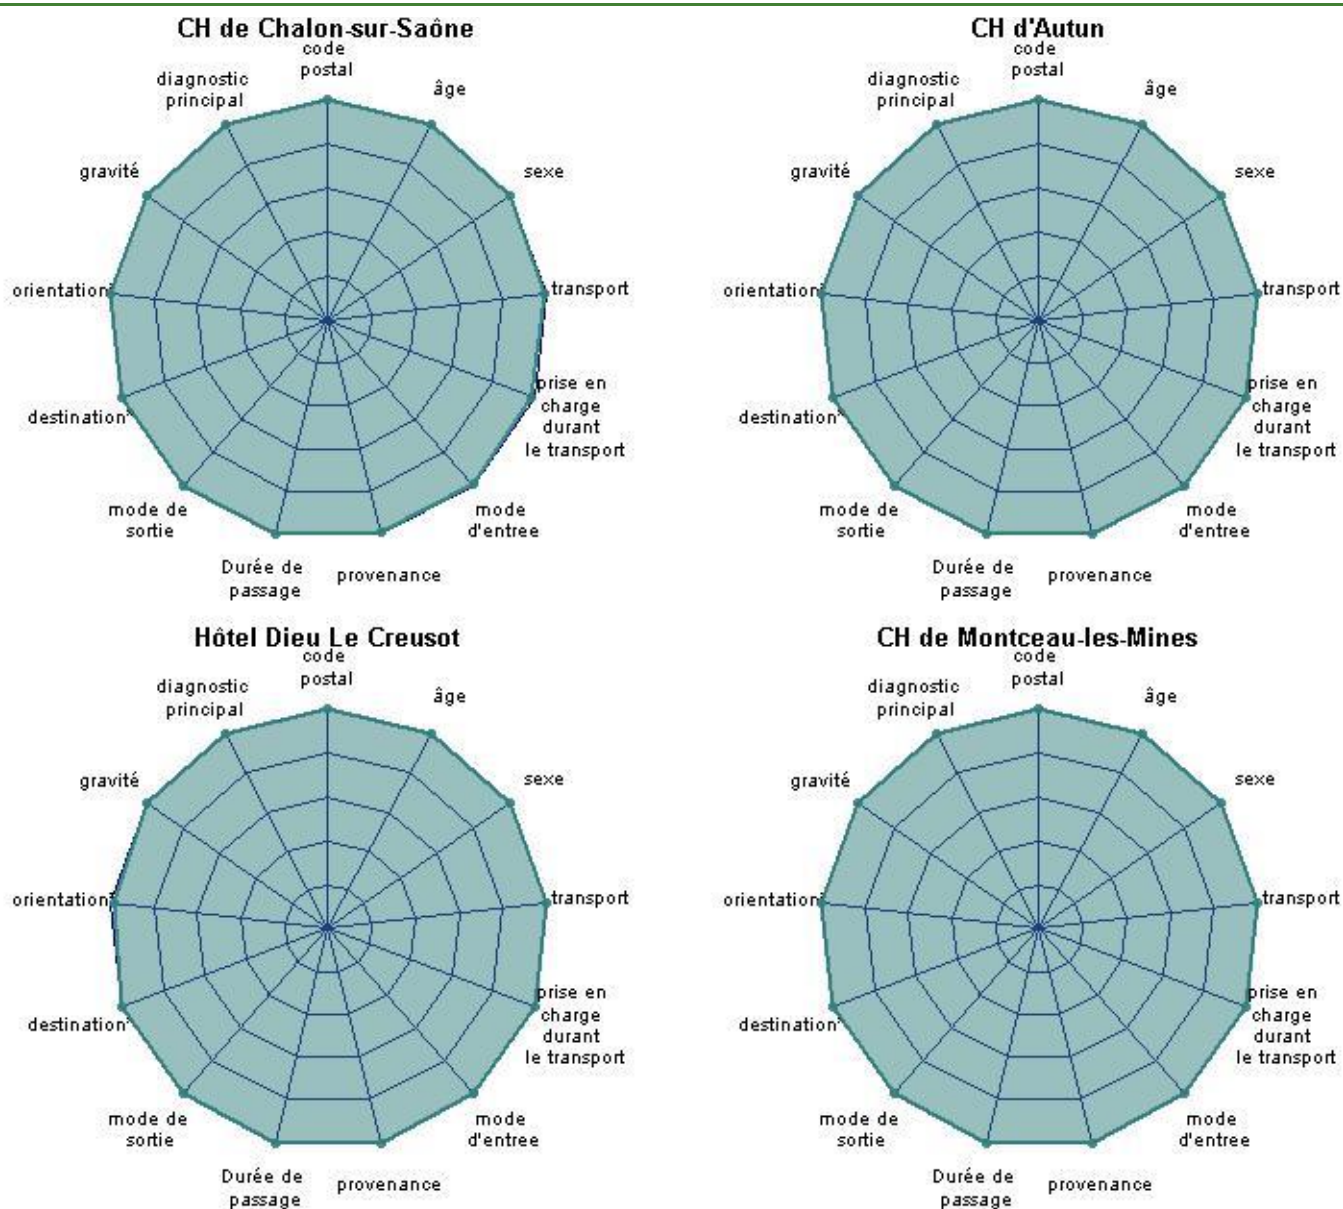 CH de Chalon-sur-Saône
code
postal
âge
sexe
transport
prise en
charge
durant
le transport
mode
d'entree
provenance
Durée de
passage
mode de
sortie
destination*
orientation*
gravité
diagnostic
principal
CH d'Autun
code
postal
âge
sexe
transport
prise en
charge
durant
le transport
mode
d'entree
provenance
Durée de
passage
mode de
sortie
destination*
orientation*
gravité
diagnostic
principal
Hôtel Dieu Le Creusot
code
postal
âge
sexe
transport
prise en
charge
durant
le transport
mode
d'entree
provenance
Durée de
passage
mode de
sortie
destination*
orientation*
gravité
diagnostic
principal
CH de Montceau-les-Mines
code
postal
âge
sexe
transport
prise en
charge
durant
le transport
mode
d'entree
provenance
Durée de
passage
mode de
sortie
destination*
orientation*
gravité
diagnostic
principal